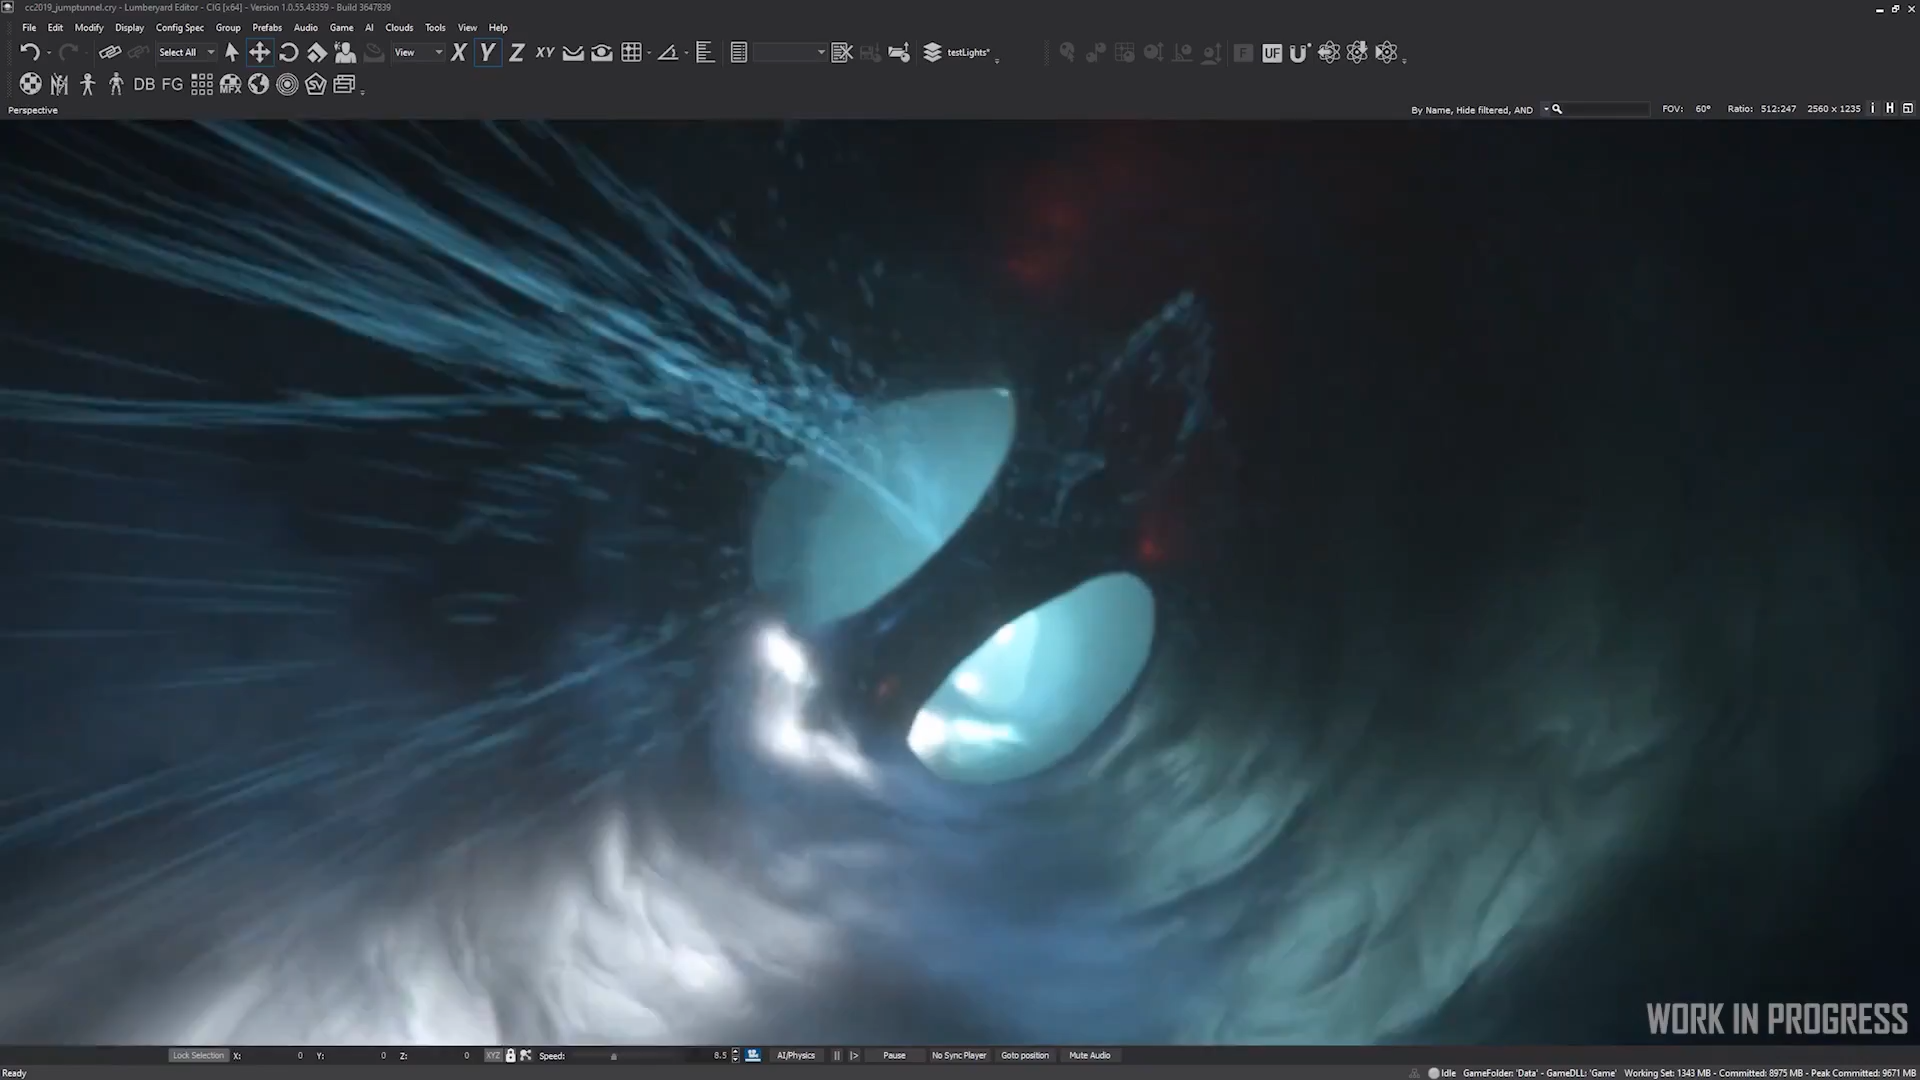 cc2019_jumptunnel.cry - Lumberyard Editor - CIG [x64] - Version 1.0.55.43359 - Build 3647839
File Edit Modify Display Config Spec Group Prefabs Audio Game AI Clouds Tools View Help
Select All View X Y Z XY testLights* F UF
DB FG MFX SV
Perspective By Name, Hide filtered, AND FOV: 60° Ratio: 512:247 2560 x 1235 i H
WORK IN PROGRESS
Lock Selection X: 0 Y: 0 Z: 0 XYZ Speed: 8.5 AI/Physics Pause No Sync Player Goto position Mute Audio
Ready Idle GameFolder: 'Data' - GameDLL: 'Game' Working Set: 1343 MB - Committed: 8975 MB - Peak Committed: 9671 MB